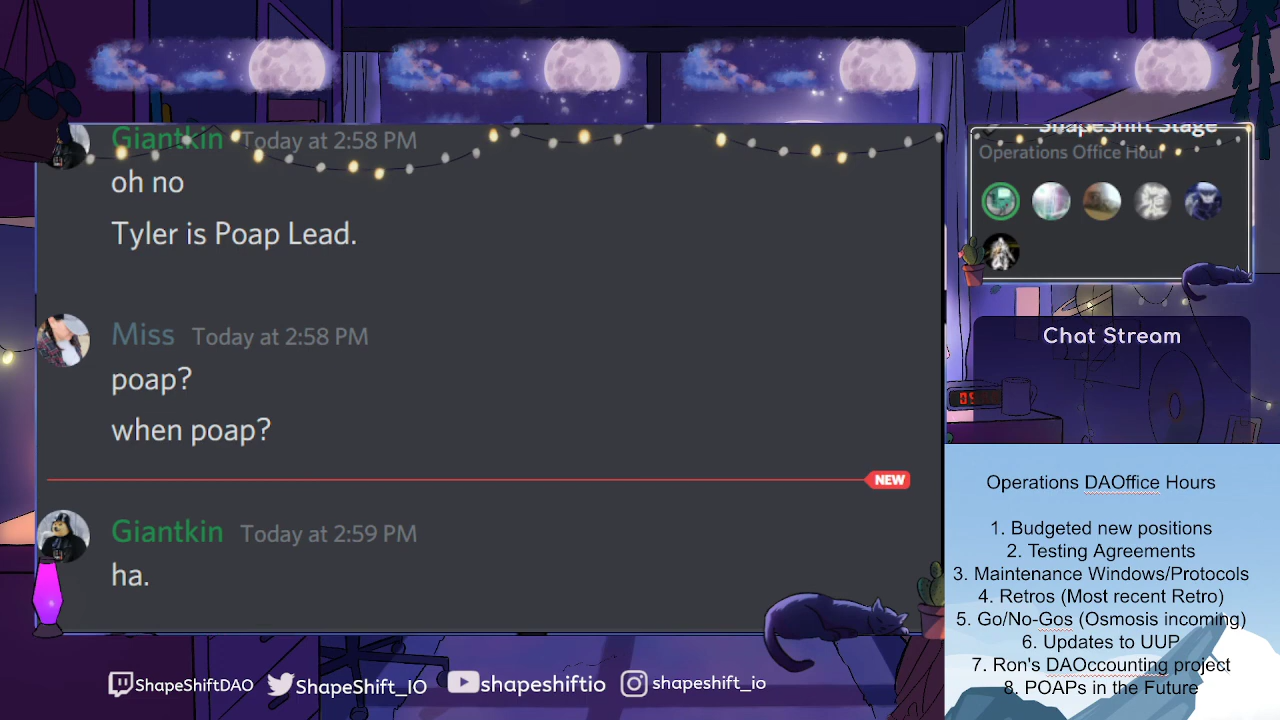 Giantkin Today at 2:58 PM
oh no
Tyler is Poap Lead.
Miss Today at 2:58 PM
poap?
when poap?
NEW
Giantkin Today at 2:59 PM
ha.
ShapeShift Stage
Operations Office Hour
Chat Stream
Operations DAOffice Hours
1. Budgeted new positions
2. Testing Agreements
3. Maintenance Windows/Protocols
4. Retros (Most recent Retro)
5. Go/No-Gos (Osmosis incoming)
6. Updates to UUP
7. Ron's DAOccounting project
8. POAPs in the Future
ShapeShiftDAO
ShapeShift_IO
shapeshiftio
shapeshift_io